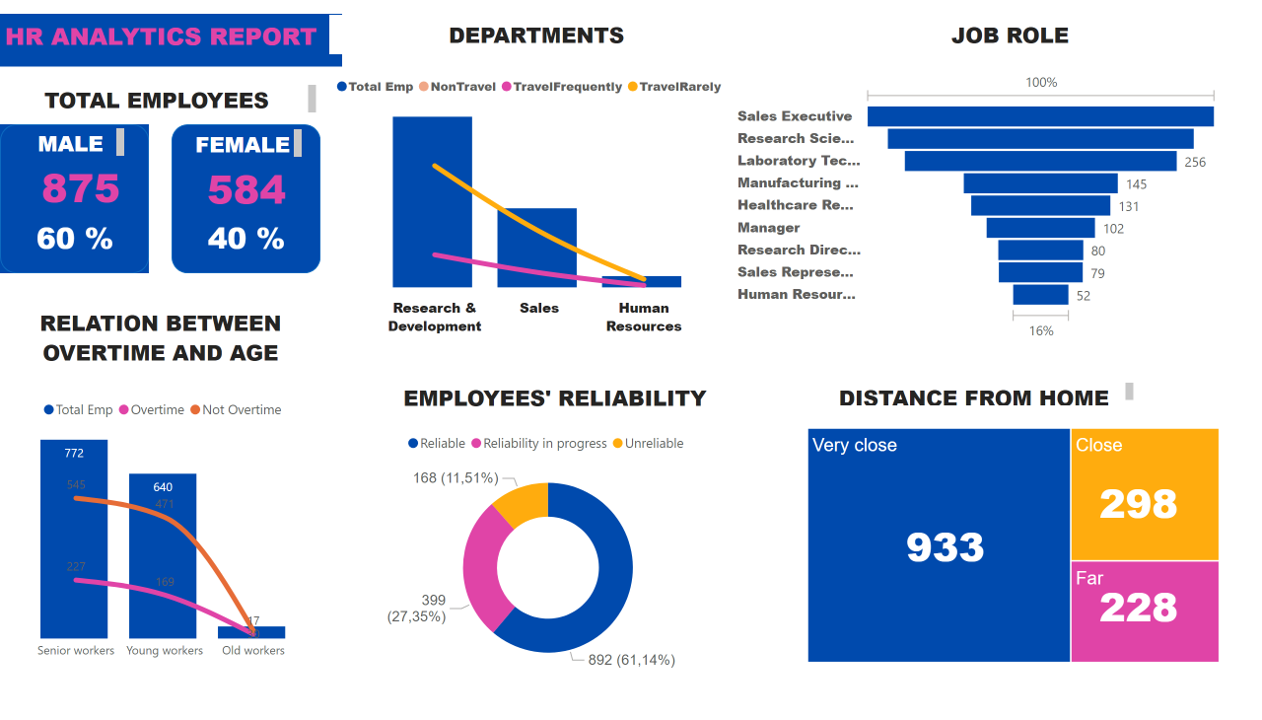 HR ANALYTICS REPORT
TOTAL EMPLOYEES
MALE
875
60 %
FEMALE
584
40 %
RELATION BETWEEN
OVERTIME AND AGE
Total Emp Overtime Not Overtime
772
545
227
640
471
169
17
Senior workers Young workers Old workers
DEPARTMENTS
Total Emp NonTravel TravelFrequently TravelRarely
Research &
Development
Sales
Human
Resources
EMPLOYEES' RELIABILITY
Reliable Reliability in progress Unreliable
168 (11,51%)
399
(27,35%)
892 (61,14%)
JOB ROLE
100%
Sales Executive
Research Scie...
Laboratory Tec... 256
Manufacturing ... 145
Healthcare Re... 131
Manager 102
Research Direc... 80
Sales Represe... 79
Human Resour... 52
16%
DISTANCE FROM HOME
Very close
933
Close
298
Far
228